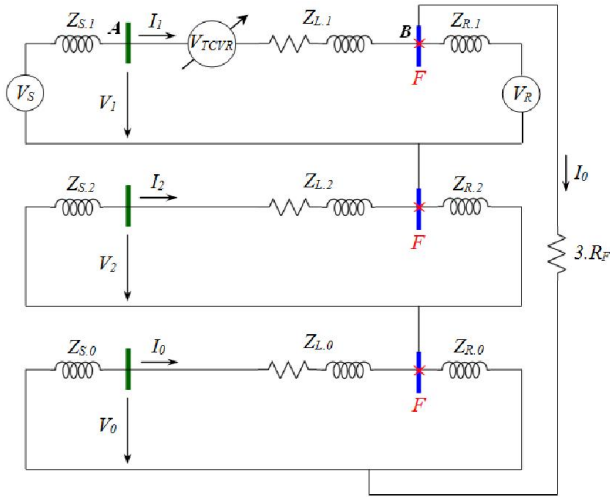 Z_S.1 A I_1 V_TCVR Z_L.1 B Z_R.1
F
V_S V_1 V_R
Z_S.2 I_2 Z_L.2 Z_R.2 I_0
F
V_2 3.R_F
Z_S.0 I_0 Z_L.0 Z_R.0
F
V_0